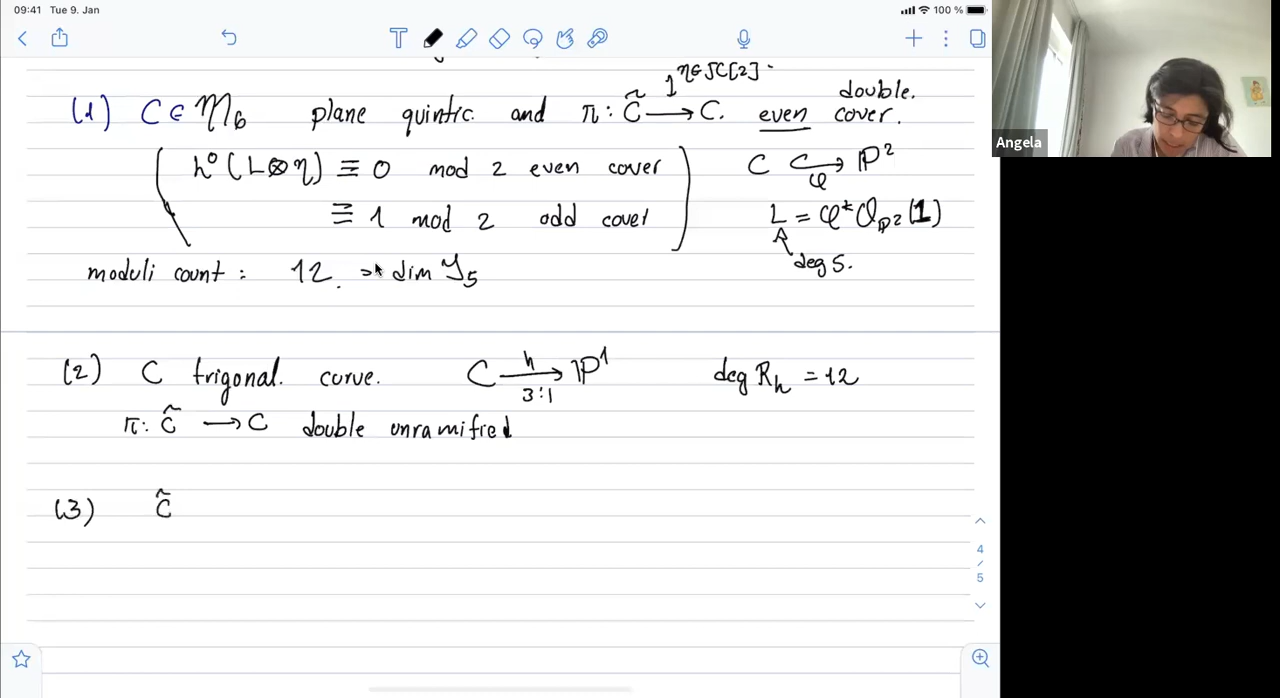 09:41 Tue 9. Jan
100 %
η∈JC[2]
(1) C ∈ M₆ plane quintic and π: C̃ → C. even double cover.
h⁰(L⊗η) ≡ 0 mod 2 even cover
≡ 1 mod 2 odd cover
C ↪ P²
φ
L = φ* O_P²(1)
deg 5.
moduli count : 12. = dim 𝒥₅
(2) C trigonal. curve. C → P¹ deg R_h = 12
h
3:1
π: C̃ → C double unramified
(3) C̃
4
/
5
Angela